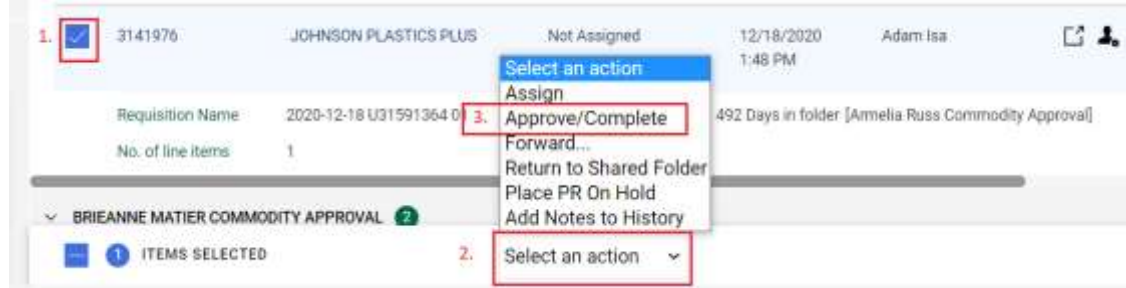 1. 3141976 JOHNSON PLASTICS PLUS Not Assigned 12/18/2020 1:48 PM Adam Isa
Select an action
Assign
Requisition Name 2020-12-18 U31591364 0 3. Approve/Complete 492 Days in folder [Armelia Russ Commodity Approval]
Forward...
No. of line items 1
Return to Shared Folder
Place PR On Hold
BRIEANNE MATIER COMMODITY APPROVAL 2
Add Notes to History
1 ITEMS SELECTED 2. Select an action